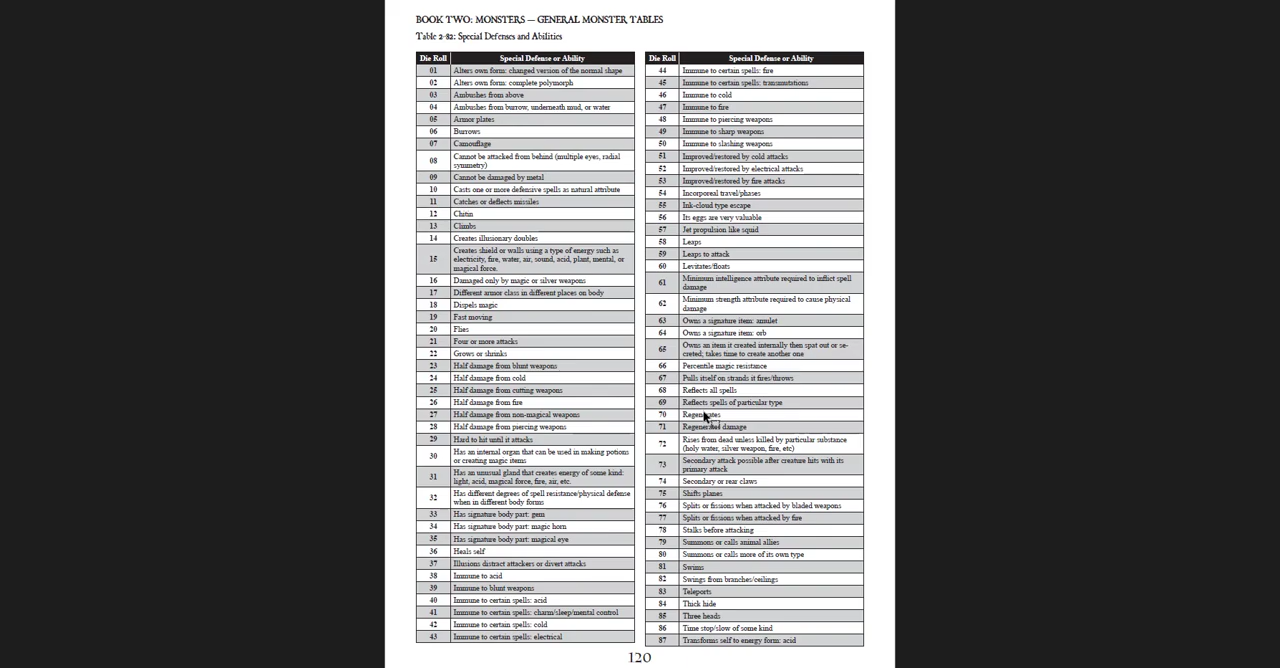 BOOK TWO: MONSTERS — GENERAL MONSTER TABLES
Table 2-82: Special Defenses and Abilities
Die Roll Special Defense or Ability
01 Alters own form: changed version of the normal shape
02 Alters own form: complete polymorph
03 Ambushes from above
04 Ambushes from burrow, underneath mud, or water
05 Armor plates
06 Burrows
07 Camouflage
08 Cannot be attacked from behind (multiple eyes, radial
symmetry)
09 Cannot be damaged by metal
10 Casts one or more defensive spells as natural attribute
11 Catches or deflects missiles
12 Chitin
13 Climbs
14 Creates illusionary doubles
15 Creates shield or walls using a type of energy such as
electricity, fire, water, air, sound, acid, plant, mental, or
magical force.
16 Damaged only by magic or silver weapons
17 Different armor class in different places on body
18 Dispels magic
19 Fast moving
20 Flies
21 Four or more attacks
22 Grows or shrinks
23 Half damage from blunt weapons
24 Half damage from cold
25 Half damage from cutting weapons
26 Half damage from fire
27 Half damage from non-magical weapons
28 Half damage from piercing weapons
29 Hard to hit until it attacks
30 Has an internal organ that can be used in making potions
or creating magic items
31 Has an unusual gland that creates energy of some kind:
light, acid, magical force, fire, air, etc.
32 Has different degrees of spell resistance/physical defense
when in different body forms
33 Has signature body part: gem
34 Has signature body part: magic horn
35 Has signature body part: magical eye
36 Heals self
37 Illusions distract attackers or divert attacks
38 Immune to acid
39 Immune to blunt weapons
40 Immune to certain spells: acid
41 Immune to certain spells: charm/sleep/mental control
42 Immune to certain spells: cold
43 Immune to certain spells: electrical
Die Roll Special Defense or Ability
44 Immune to certain spells: fire
45 Immune to certain spells: transmutations
46 Immune to cold
47 Immune to fire
48 Immune to piercing weapons
49 Immune to sharp weapons
50 Immune to slashing weapons
51 Improved/restored by cold attacks
52 Improved/restored by electrical attacks
53 Improved/restored by fire attacks
54 Incorporeal travel/phases
55 Ink-cloud type escape
56 Its eggs are very valuable
57 Jet propulsion like squid
58 Leaps
59 Leaps to attack
60 Levitates/floats
61 Minimum intelligence attribute required to inflict spell
damage
62 Minimum strength attribute required to cause physical
damage
63 Owns a signature item: amulet
64 Owns a signature item: orb
65 Owns an item it created internally then spat out or se-
creted; takes time to create another one
66 Percentile magic resistance
67 Pulls itself on strands it fires/throws
68 Reflects all spells
69 Reflects spells of particular type
70 Regenerates
71 Regenerates damage
72 Rises from dead unless killed by particular substance
(holy water, silver weapon, fire, etc)
73 Secondary attack possible after creature hits with its
primary attack
74 Secondary or rear claws
75 Shifts planes
76 Splits or fissions when attacked by bladed weapons
77 Splits or fissions when attacked by fire
78 Stalks before attacking
79 Summons or calls animal allies
80 Summons or calls more of its own type
81 Swims
82 Swings from branches/ceilings
83 Teleports
84 Thick hide
85 Three heads
86 Time stop/slow of some kind
87 Transforms self to energy form: acid
120